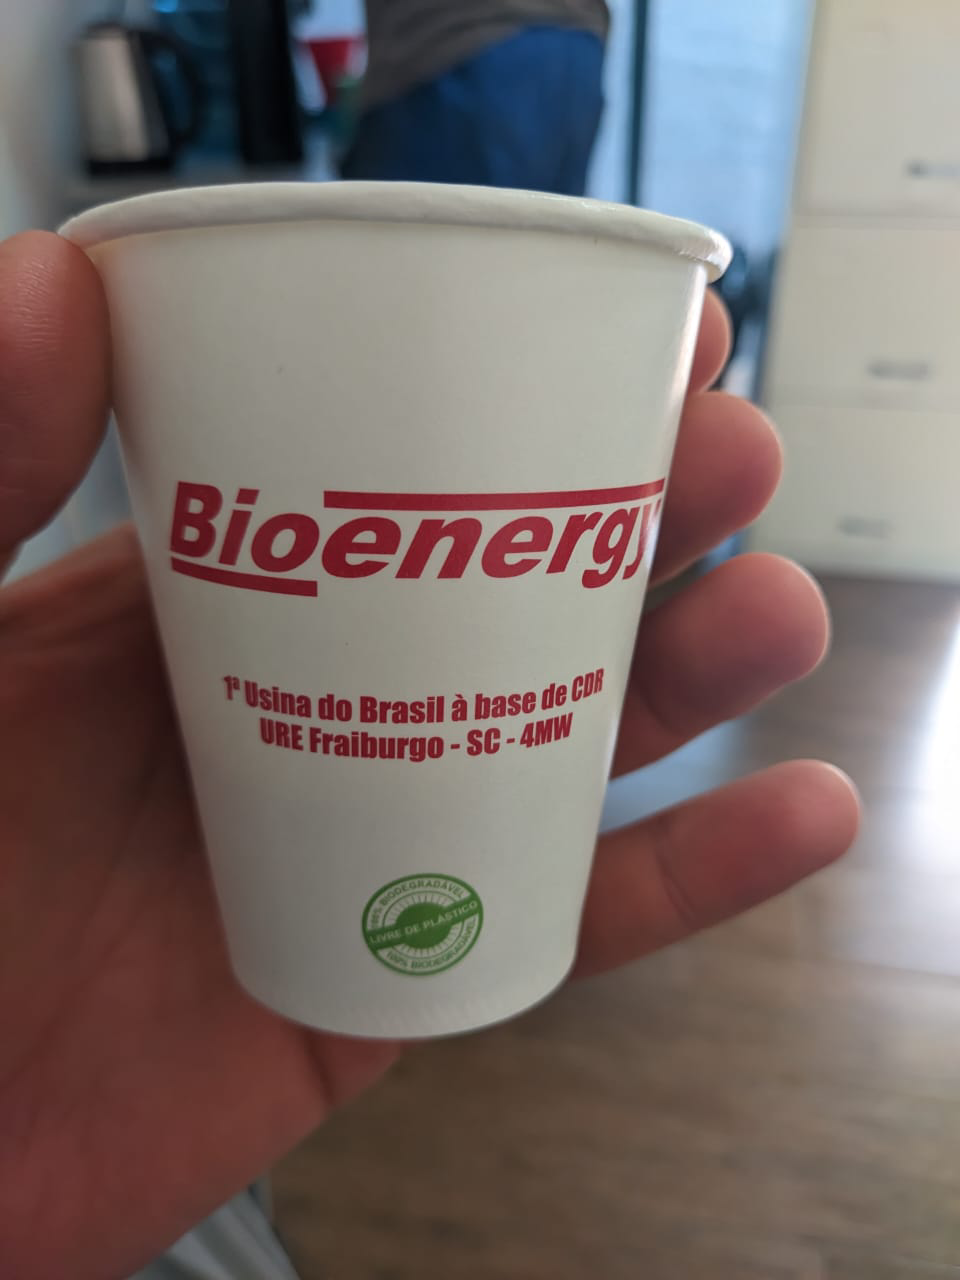 Bioenergy
1ª Usina do Brasil à base de CDR
URE Fraiburgo - SC - 4MW
100% BIODEGRADÁVEL
LIVRE DE PLÁSTICO
100% BIODEGRADÁVEL